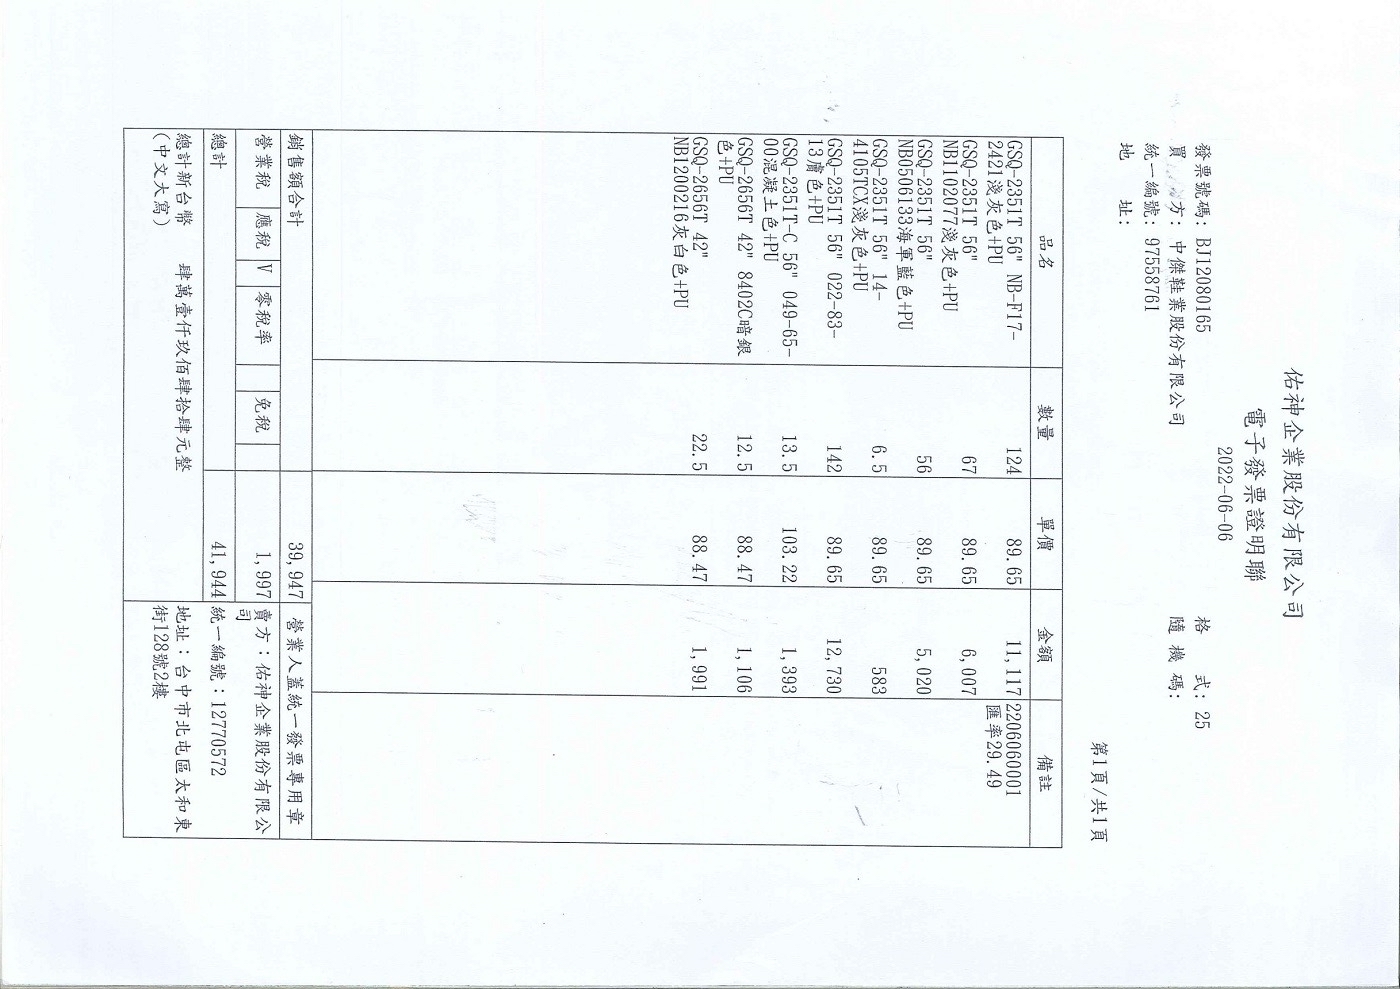 佑神企業股份有限公司
電子發票證明聯
2022-06-06
發票號碼: BJ12080165 格 式: 25
買 方: 中傑鞋業股份有限公司 隨 機 碼:
統一編號: 97558761
地 址:
第1頁/共1頁
品名 數量 單價 金額 備註
GSQ-2351T 56" NB-F17- 124 89.65 11,117 2206060001
2421淺灰色+PU 匯率29.49
GSQ-2351T 56" 67 89.65 6,007
NB1102077淺灰色+PU
GSQ-2351T 56" 56 89.65 5,020
NB0506133海軍藍色+PU
GSQ-2351T 56" 14- 6.5 89.65 583
4105TCX淺灰色+PU
GSQ-2351T 56" 022-83- 142 89.65 12,730
13膚色+PU
GSQ-2351T-C 56" 049-65- 13.5 103.22 1,393
00混凝土色+PU
GSQ-2656T 42" 8402C暗銀 12.5 88.47 1,106
色+PU
GSQ-2656T 42" 22.5 88.47 1,991
NB1200216灰白色+PU
銷售額合計 39,947 營業人蓋統一發票專用章
營業稅 應稅 V 零稅率 免稅 1,997 賣方：佑神企業股份有限公
司
總計 41,944 統一編號：12770572
總計新台幣 肆萬壹仟玖佰肆拾肆元整 地址：台中市北屯區太和東
(中文大寫) 街128號2樓